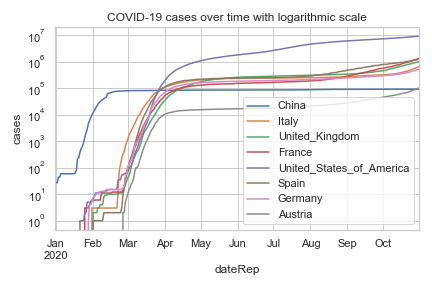 COVID-19 cases over time with logarithmic scale
10^7
10^6
10^5
10^4
10^3
10^2
10^1
10^0
cases
China
Italy
United_Kingdom
France
United_States_of_America
Spain
Germany
Austria
Jan Feb Mar Apr May Jun Jul Aug Sep Oct
2020
dateRep